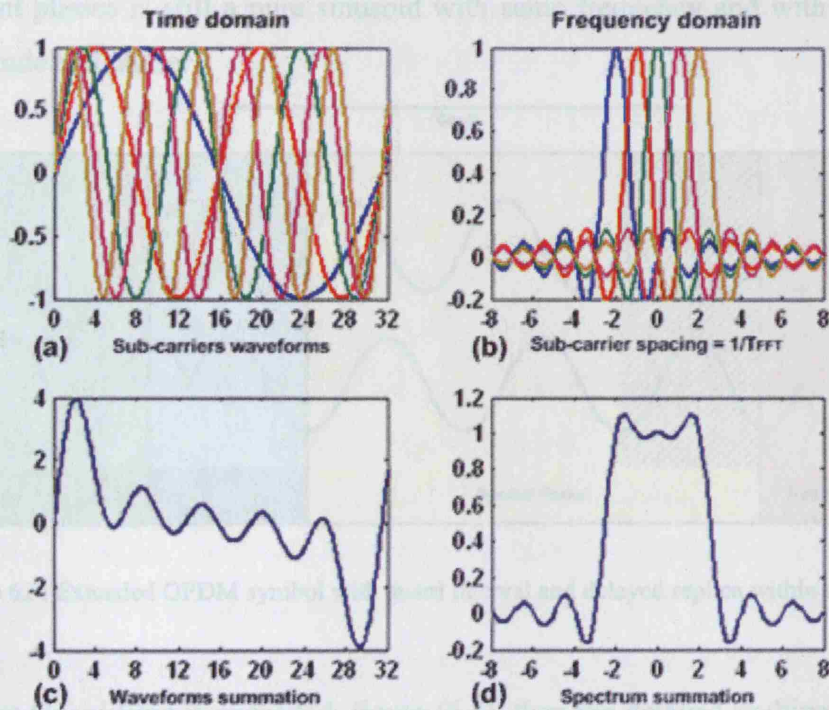 Time domain
Frequency domain
1
0.5
0
-0.5
-1
0 4 8 12 16 20 24 28 32
(a) Sub-carriers waveforms
1
0.8
0.6
0.4
0.2
0
-0.2
-8 -6 -4 -2 0 2 4 6 8
(b) Sub-carrier spacing = 1/TFFT
4
2
0
-2
-4
0 4 8 12 16 20 24 28 32
(c) Waveforms summation
1.2
1
0.8
0.6
0.4
0.2
0
-0.2
-8 -6 -4 -2 0 2 4 6 8
(d) Spectrum summation